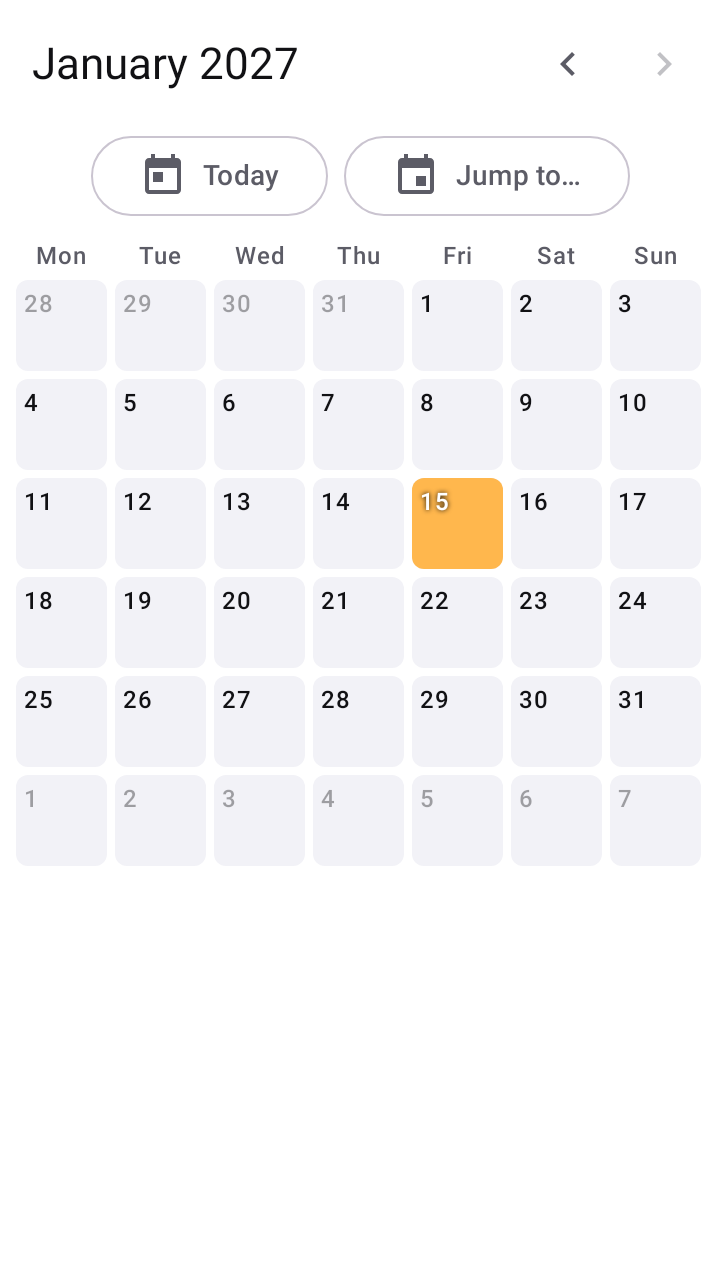 January 2027
Today Jump to...
Mon Tue Wed Thu Fri Sat Sun
28 29 30 31 1 2 3
4 5 6 7 8 9 10
11 12 13 14 15 16 17
18 19 20 21 22 23 24
25 26 27 28 29 30 31
1 2 3 4 5 6 7